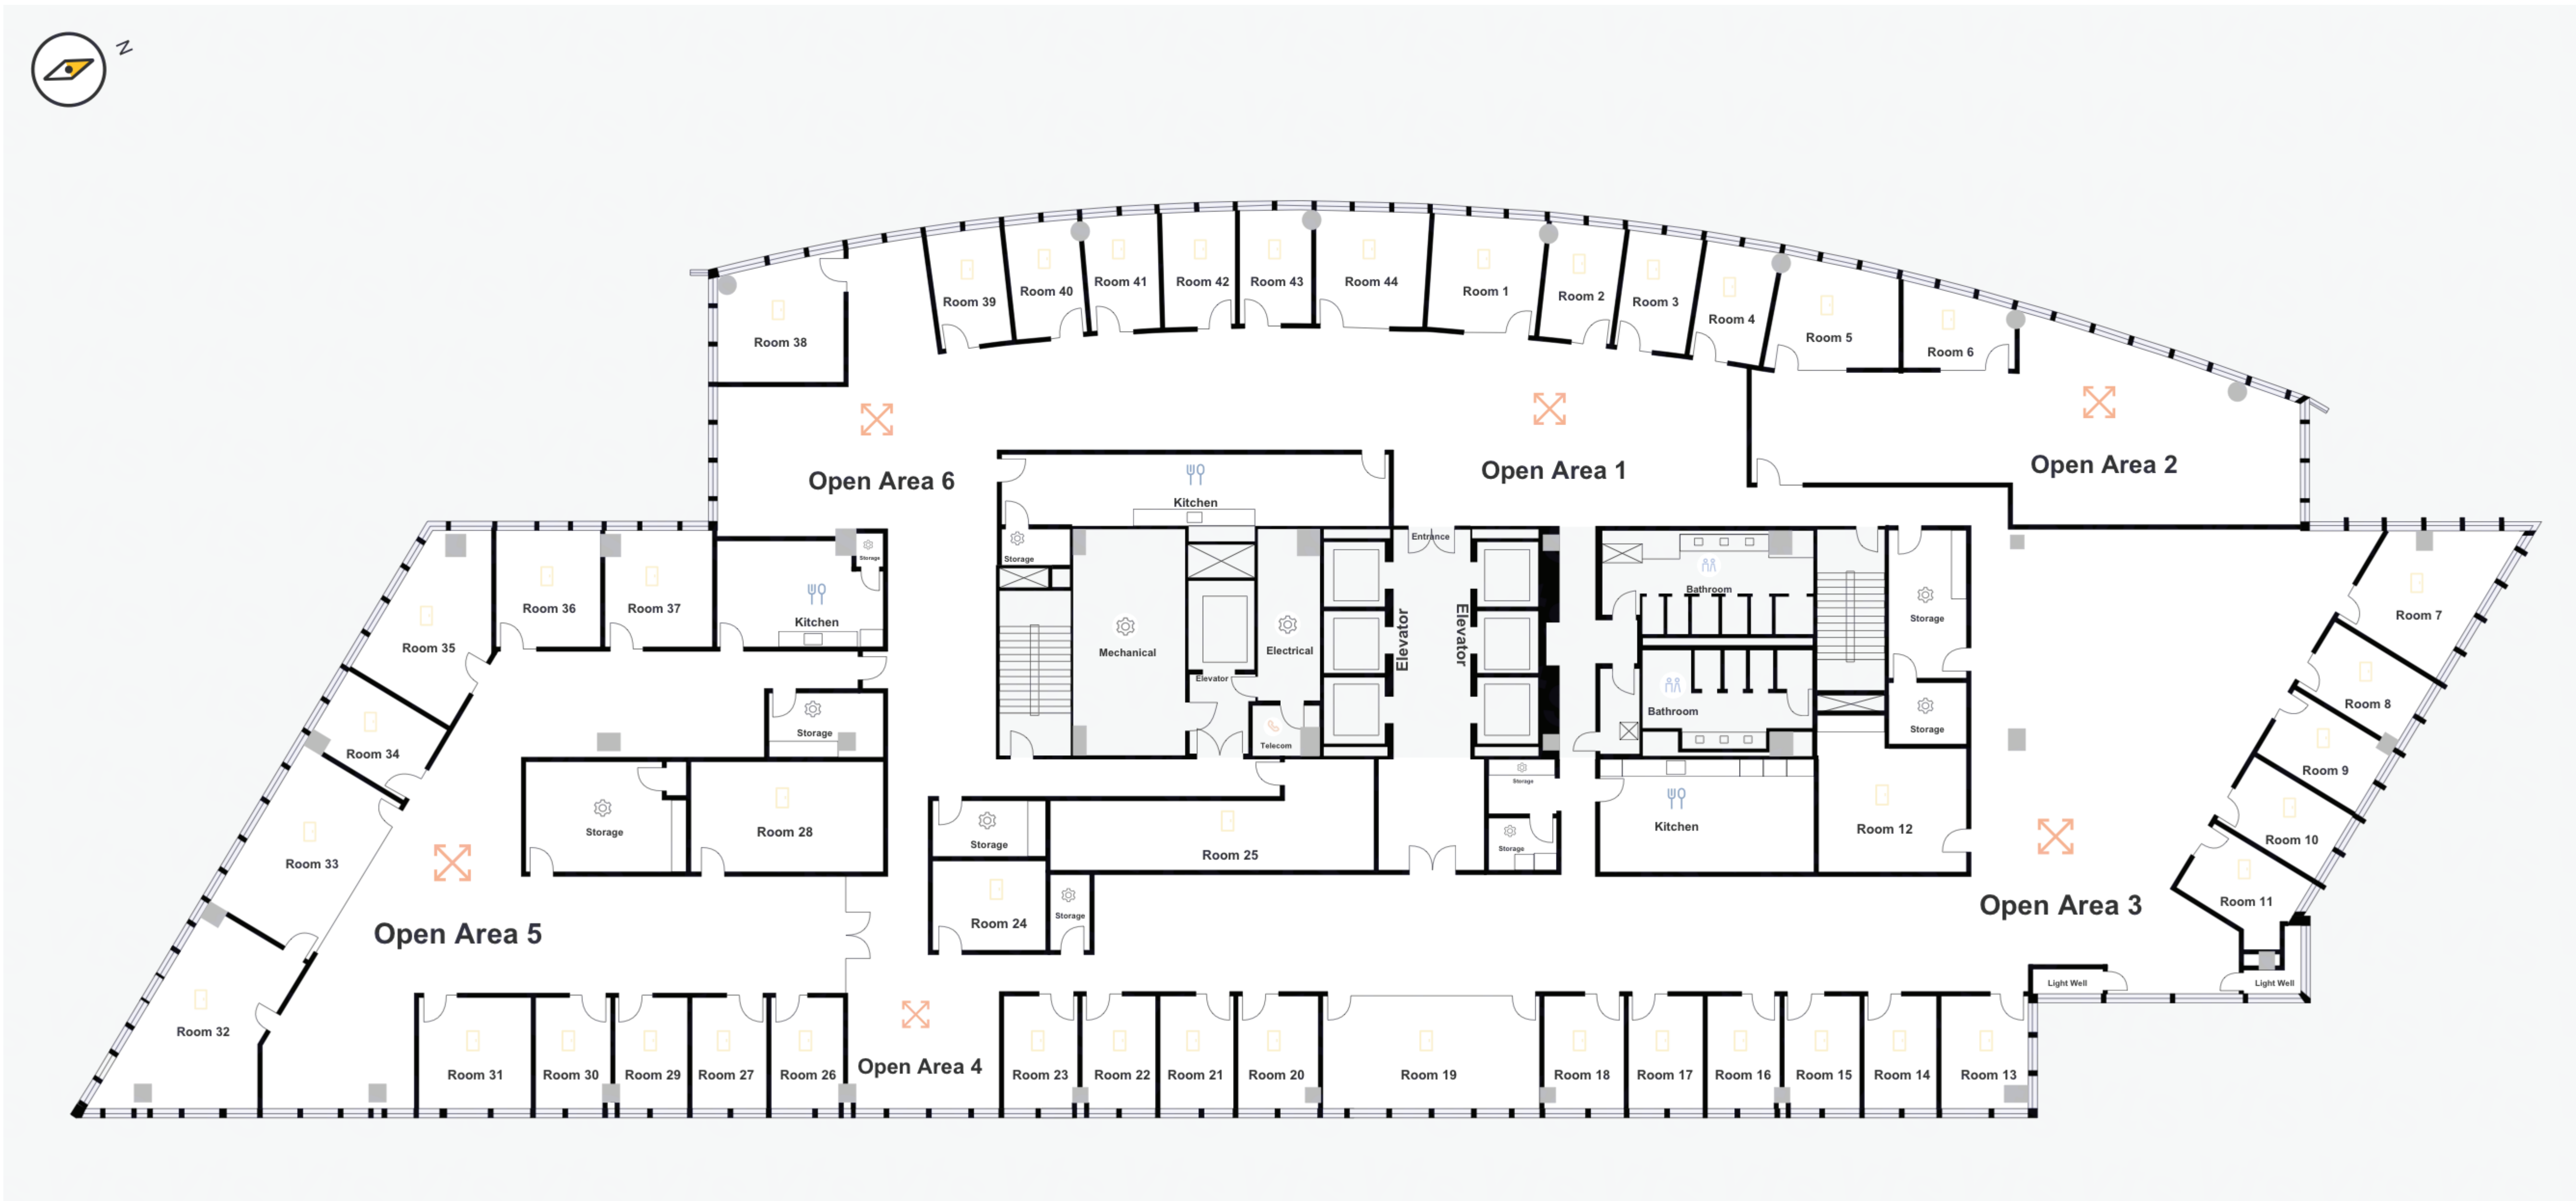 N
Room 38
Room 39
Room 40
Room 41
Room 42
Room 43
Room 44
Room 1
Room 2
Room 3
Room 4
Room 5
Room 6
Open Area 6
Open Area 1
Open Area 2
Kitchen
Storage
Entrance
Room 35
Room 36
Room 37
Kitchen
Storage
Storage
Mechanical
Elevator
Electrical
Telecom
Elevator
Elevator
Bathroom
Bathroom
Storage
Storage
Room 7
Room 8
Room 9
Room 10
Room 11
Room 34
Room 33
Room 32
Storage
Room 28
Storage
Room 25
Storage
Storage
Kitchen
Room 12
Open Area 5
Room 24
Storage
Open Area 3
Light Well
Light Well
Room 31
Room 30
Room 29
Room 27
Room 26
Open Area 4
Room 23
Room 22
Room 21
Room 20
Room 19
Room 18
Room 17
Room 16
Room 15
Room 14
Room 13